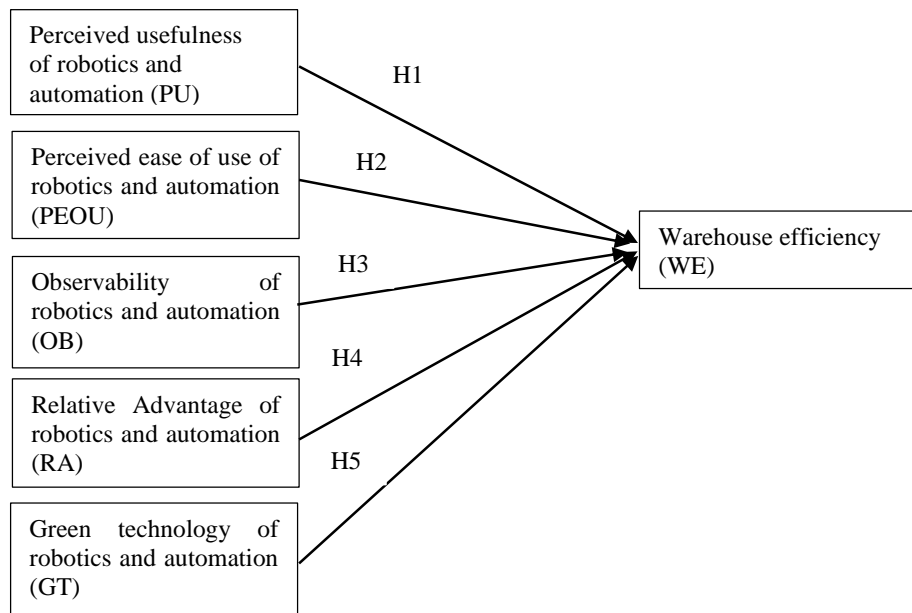 Perceived usefulness
of robotics and
automation (PU)
H1
Perceived ease of use of
robotics and automation
(PEOU)
H2
Observability of
robotics and automation
(OB)
H3
Relative Advantage of
robotics and automation
(RA)
H4
Green technology of
robotics and automation
(GT)
H5
Warehouse efficiency
(WE)